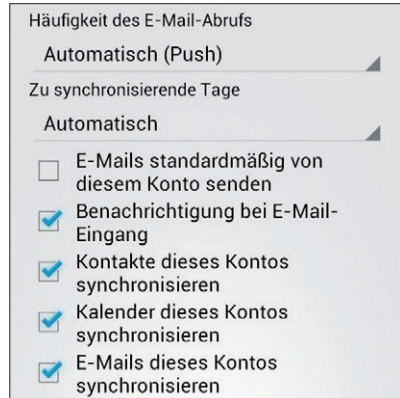 Häufigkeit des E-Mail-Abrufs
Automatisch (Push)
Zu synchronisierende Tage
Automatisch
E-Mails standardmäßig von
diesem Konto senden
Benachrichtigung bei E-Mail-
Eingang
Kontakte dieses Kontos
synchronisieren
Kalender dieses Kontos
synchronisieren
E-Mails dieses Kontos
synchronisieren